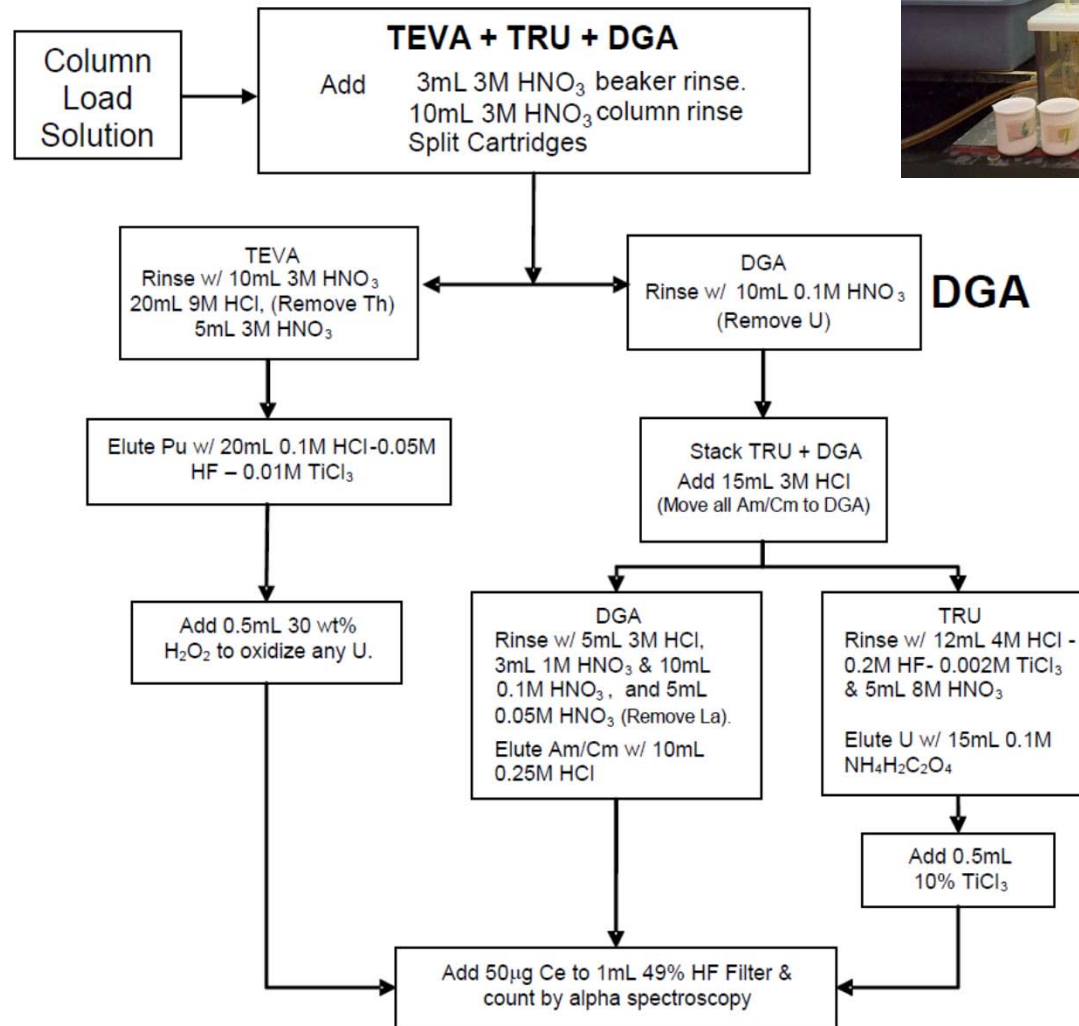 Column
Load
Solution
TEVA + TRU + DGA
Add 3mL 3M HNO₃ beaker rinse.
10mL 3M HNO₃ column rinse
Split Cartridges
TEVA
Rinse w/ 10mL 3M HNO₃
20mL 9M HCl, (Remove Th)
5mL 3M HNO₃
DGA
Rinse w/ 10mL 0.1M HNO₃
(Remove U)
DGA
Elute Pu w/ 20mL 0.1M HCl-0.05M
HF – 0.01M TiCl₃
Stack TRU + DGA
Add 15mL 3M HCl
(Move all Am/Cm to DGA)
Add 0.5mL 30 wt%
H₂O₂ to oxidize any U.
DGA
Rinse w/ 5mL 3M HCl,
3mL 1M HNO₃ & 10mL
0.1M HNO₃ , and 5mL
0.05M HNO₃ (Remove La).
Elute Am/Cm w/ 10mL
0.25M HCl
TRU
Rinse w/ 12mL 4M HCl -
0.2M HF- 0.002M TiCl₃
& 5mL 8M HNO₃
Elute U w/ 15mL 0.1M
NH₄H₂C₂O₄
Add 0.5mL
10% TiCl₃
Add 50µg Ce to 1mL 49% HF Filter &
count by alpha spectroscopy